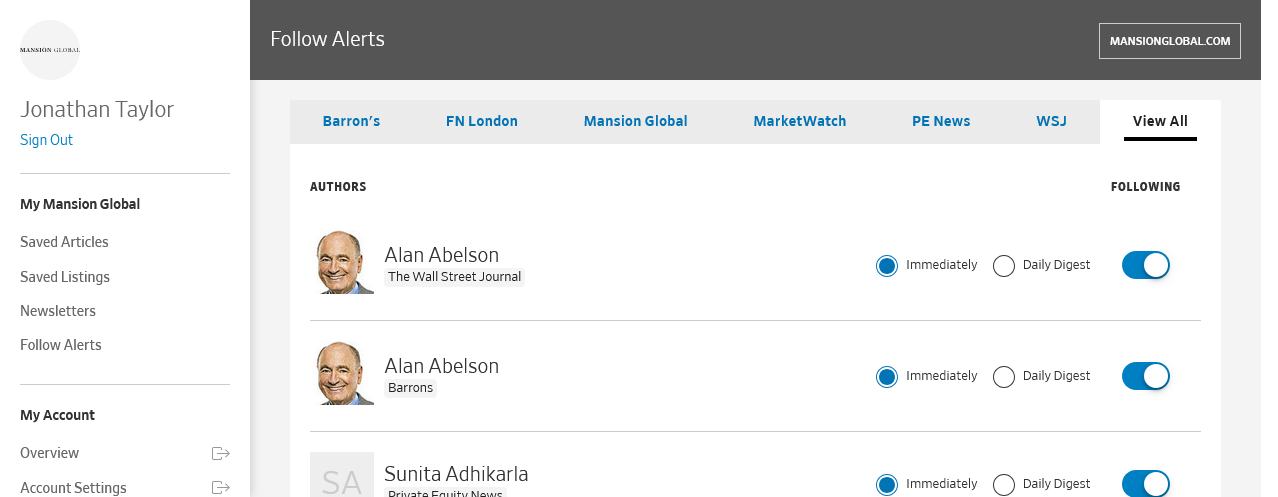 MANSION GLOBAL
Jonathan Taylor
Sign Out
My Mansion Global
Saved Articles
Saved Listings
Newsletters
Follow Alerts
My Account
Overview
Account Settings
Follow Alerts
MANSIONGLOBAL.COM
Barron's FN London Mansion Global MarketWatch PE News WSJ View All
AUTHORS FOLLOWING
Alan Abelson
The Wall Street Journal
Immediately Daily Digest
Alan Abelson
Barrons
Immediately Daily Digest
SA
Sunita Adhikarla
Private Equity News
Immediately Daily Digest